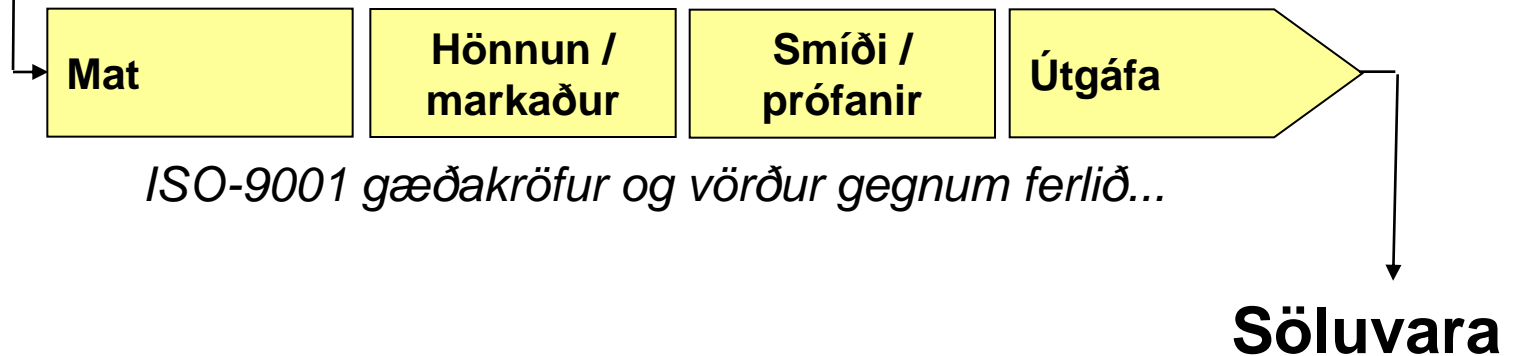 Mat
Hönnun /
markaður
Smíði /
prófanir
Útgáfa
ISO-9001 gæðakröfur og vörður gegnum ferlið...
Söluvara